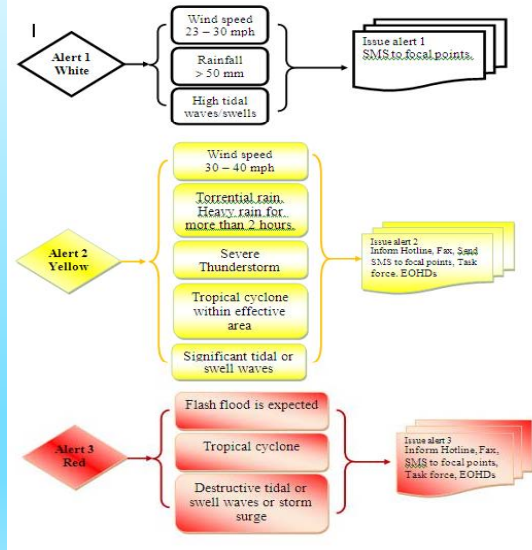 Alert 1
White
Wind speed
23 – 30 mph
Rainfall
> 50 mm
High tidal
waves/swells
Issue alert 1
SMS to focal points.
Alert 2
Yellow
Wind speed
30 – 40 mph
Torrential rain.
Heavy rain for
more than 2 hours.
Severe
Thunderstorm
Tropical cyclone
within effective
area
Significant tidal or
swell waves
Issue alert 2
Inform Hotline, Fax, Send
SMS to focal points, Task
force. EOHDs
Alert 3
Red
Flash flood is expected
Tropical cyclone
Destructive tidal or
swell waves or storm
surge
Issue alert 3
Inform Hotline, Fax,
SMS to focal points,
Task force, EOHDs